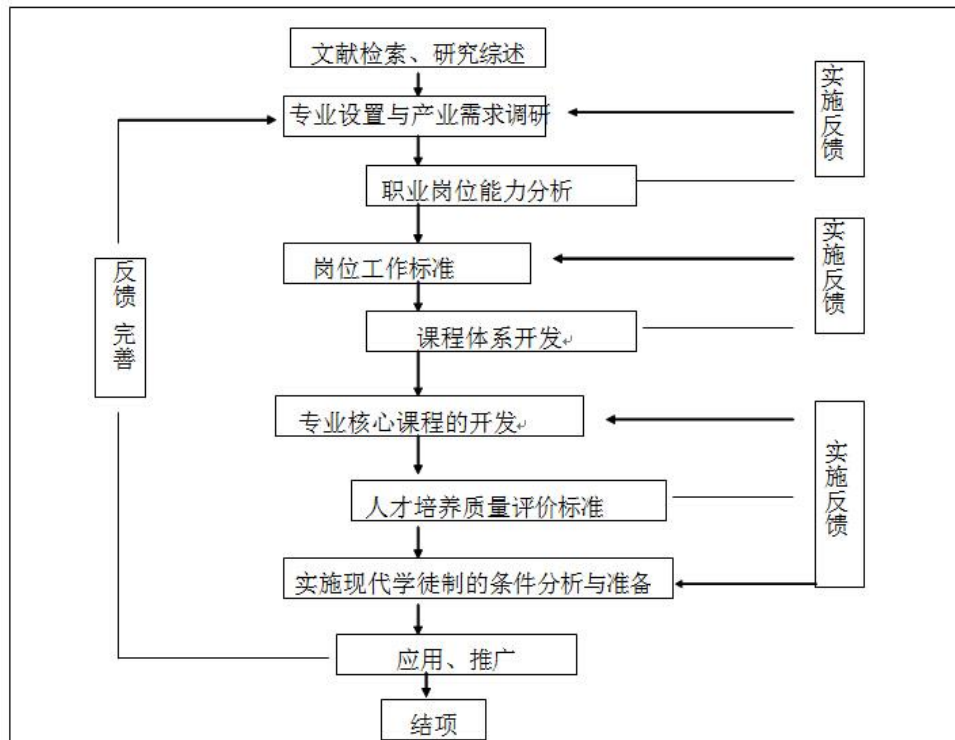 文献检索、研究综述
专业设置与产业需求调研
实施反馈
职业岗位能力分析
岗位工作标准
实施反馈
反馈 完善
课程体系开发
专业核心课程的开发
实施反馈
人才培养质量评价标准
实施现代学徒制的条件分析与准备
应用、推广
结项